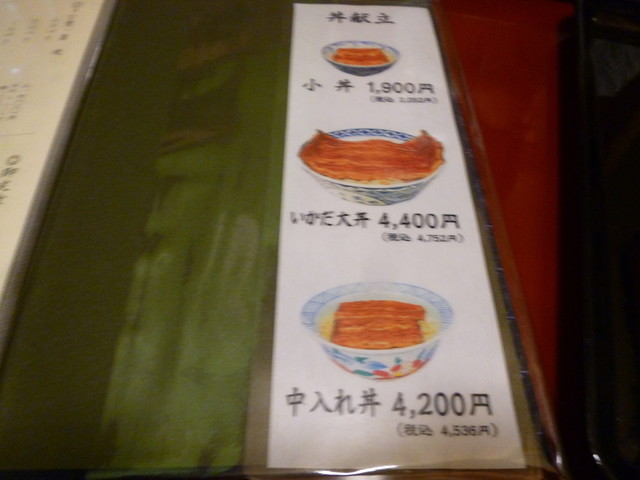 丼献立
小丼 1,900円
(税込 2,052円)
いかだ大丼 4,400円
(税込 4,752円)
中入れ丼 4,200円
(税込 4,536円)